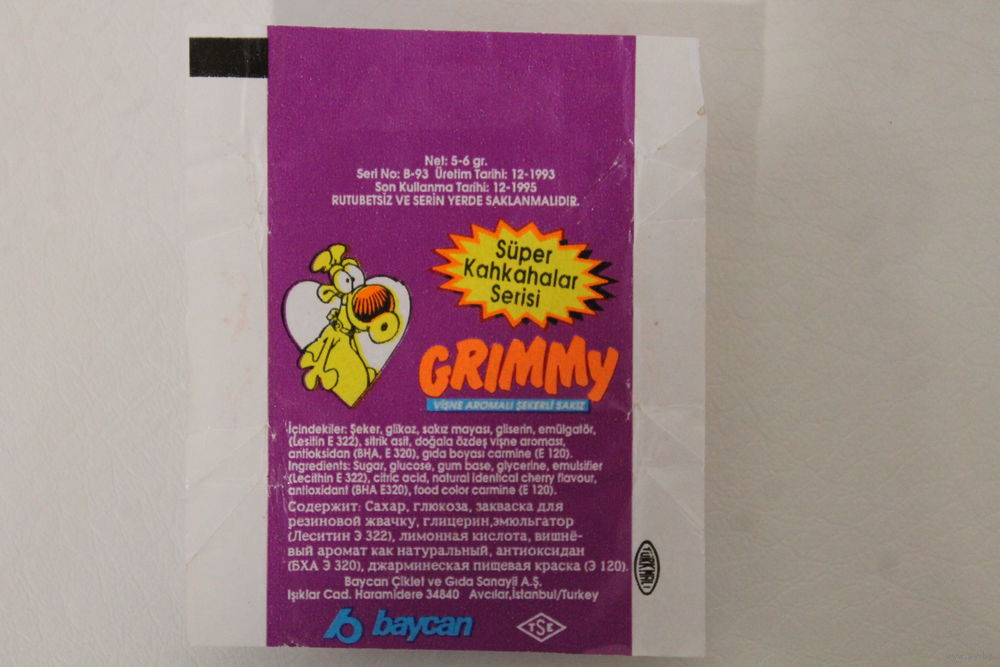 Net: 5-6 gr.
Seri No: B-93 Üretim Tarihi: 12-1993
Son Kullanma Tarihi: 12-1995
RUTUBETSİZ VE SERİN YERDE SAKLANMALIDIR.
Süper
Kahkahalar
Serisi
GRIMMY
VİŞNE AROMALI ŞEKERLİ SAKIZ
İçindekiler: Şeker, glikoz, sakız mayası, gliserin, emülgatör,
(Lesitin E 322), sitrik asit, doğala özdeş vişne aroması,
antioksidan (BHA, E 320), gıda boyası carmine (E 120).
Ingredients: Sugar, glucose, gum base, glycerine, emulsifier
(Lecithin E 322), citric acid, natural identical cherry flavour,
antioxidant (BHA E320), food color carmine (E 120).
Содержит: Сахар, глюкоза, закваска для
резиновой жвачку, глицерин,эмюльгатор
(Леситин Э 322), лимонная кислота, вишнё-
вый аромат как натуральный, антиоксидан
(БХА Э 320), джарминеская пищевая краска (Э 120).
Baycan Çiklet ve Gıda Sanayii A.Ş.
Işıklar Cad. Haramidere 34840 Avcılar,İstanbul/Turkey
baycan
TSE
TÜRK MALI